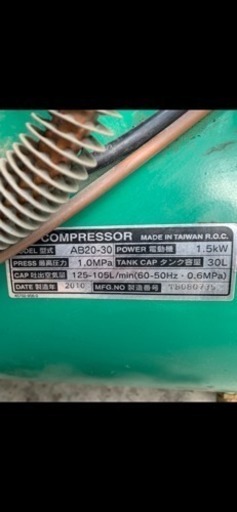 COMPRESSOR MADE IN TAIWAN R.O.C.
MODEL 型式 AB20-30 POWER 電動機 1.5kW
PRESS 最高圧力 1.0MPa TANK CAP タンク容量 30L
CAP 吐出空気量 125-105L/min(60-50Hz・0.6MPa)
DATE 製造年 2010 MFG.NO 製造番号